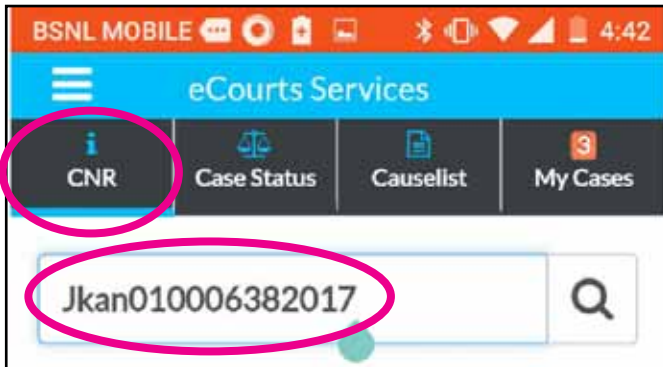 BSNL MOBILE 4:42
eCourts Services
CNR Case Status Causelist 3 My Cases
Jkan010006382017